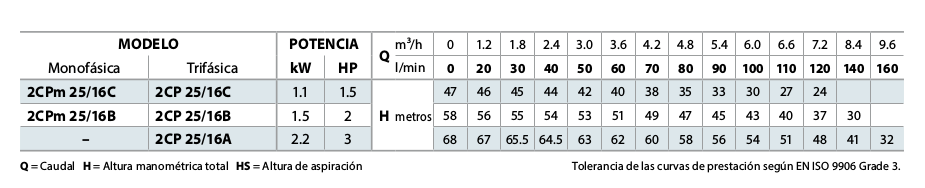 MODELO POTENCIA Q m³/h 0 1.2 1.8 2.4 3.0 3.6 4.2 4.8 5.4 6.0 6.6 7.2 8.4 9.6
Monofásica Trifásica kW HP l/min 0 20 30 40 50 60 70 80 90 100 110 120 140 160
2CPm 25/16C 2CP 25/16C 1.1 1.5 47 46 45 44 42 40 38 35 33 30 27 24
2CPm 25/16B 2CP 25/16B 1.5 2 H metros 58 56 55 54 53 51 49 47 45 43 40 37 30
– 2CP 25/16A 2.2 3 68 67 65.5 64.5 63 62 60 58 56 54 51 48 41 32
Q = Caudal H = Altura manométrica total HS = Altura de aspiración Tolerancia de las curvas de prestación según EN ISO 9906 Grade 3.